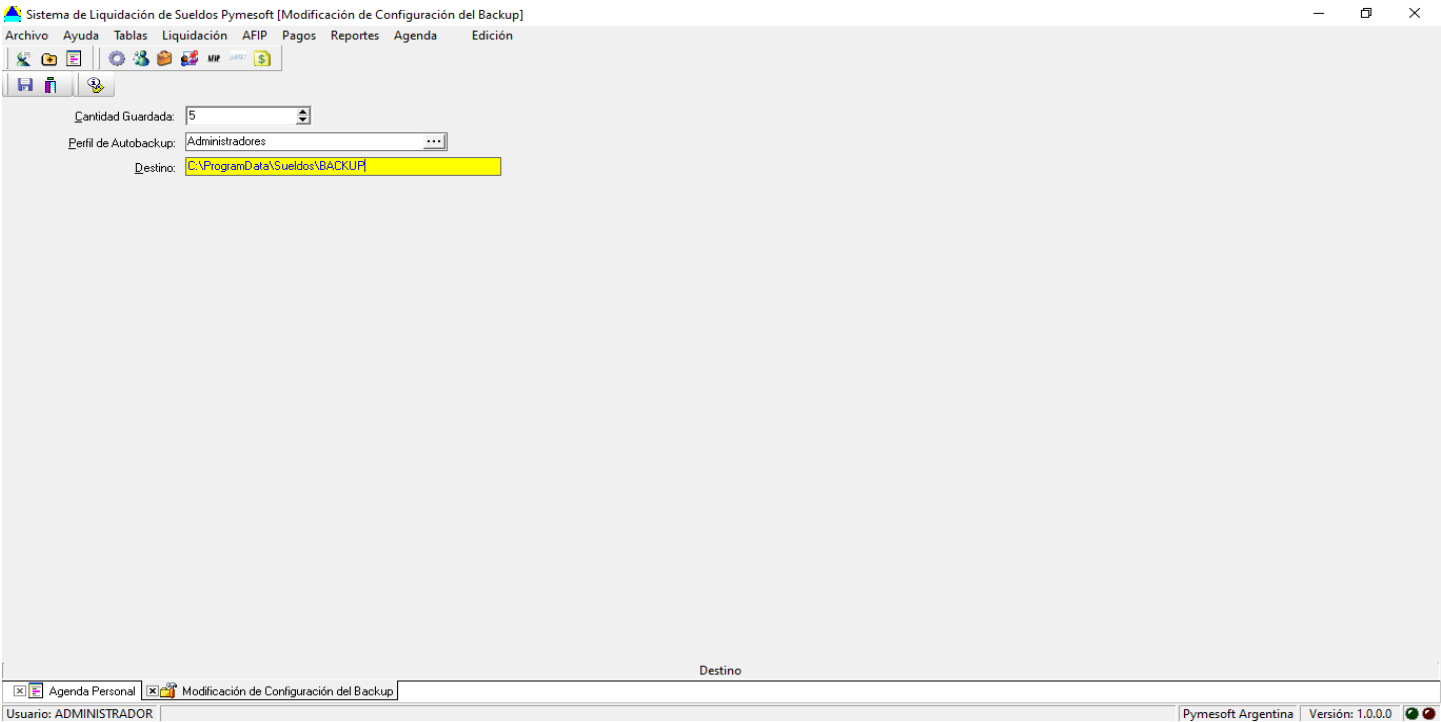 Sistema de Liquidación de Sueldos Pymesoft [Modificación de Configuración del Backup]
Archivo Ayuda Tablas Liquidación AFIP Pagos Reportes Agenda Edición
AFIP
Cantidad Guardada: 5
Perfil de Autobackup: Administradores ...
Destino: C:\ProgramData\Sueldos\BACKUP
Destino
Agenda Personal Modificación de Configuración del Backup
Usuario: ADMINISTRADOR Pymesoft Argentina Versión: 1.0.0.0